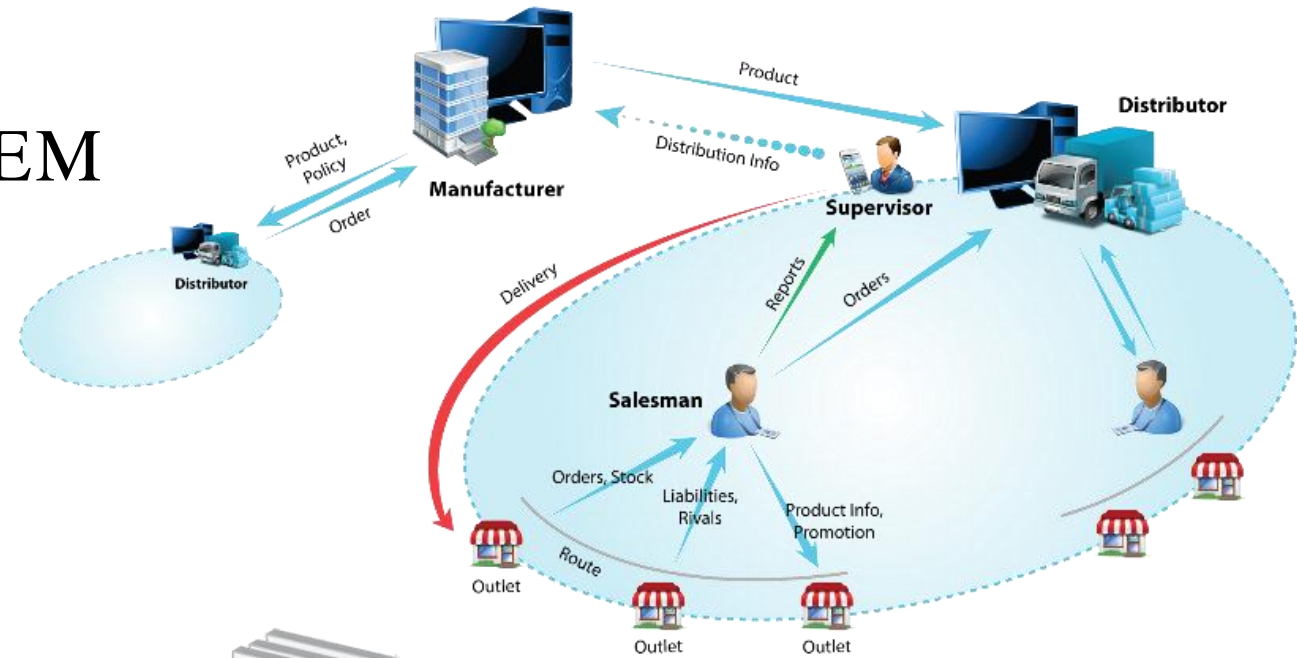 EM
Product
Distributor
Product,
Policy
Distribution Info
Order
Manufacturer
Supervisor
Distributor
Delivery
Reports
Orders
Salesman
Orders, Stock
Liabilities,
Rivals
Product Info,
Promotion
Route
Outlet
Outlet
Outlet